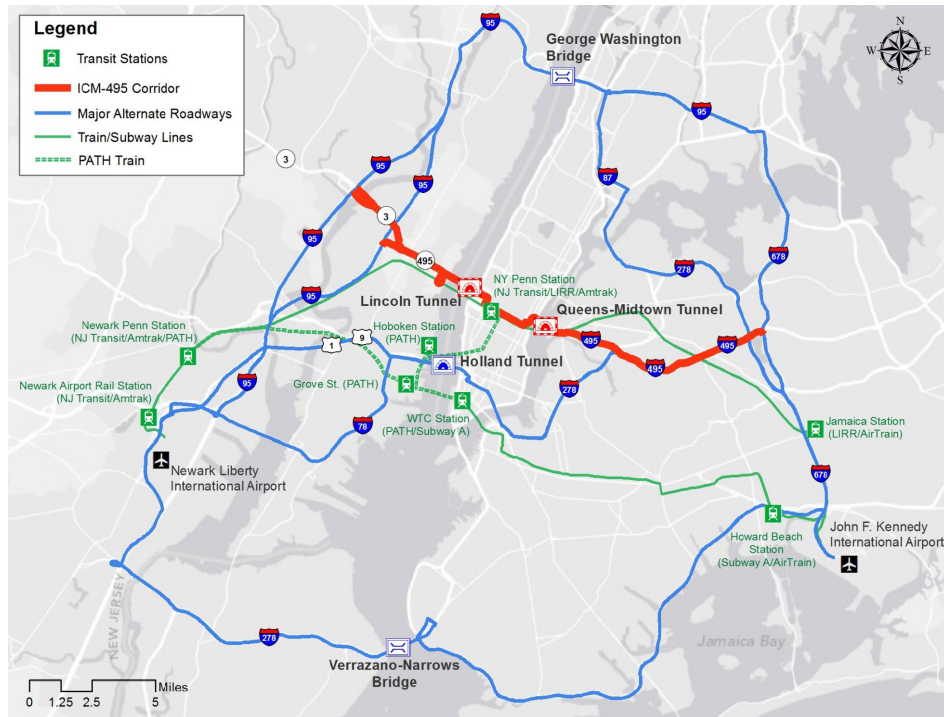 Legend
Transit Stations
ICM-495 Corridor
Major Alternate Roadways
Train/Subway Lines
PATH Train
N
W
E
S
95
George Washington
Bridge
95
3
95
95
87
3
95
495
278
678
NY Penn Station
(NJ Transit/LIRR/Amtrak)
95
Lincoln Tunnel
Queens-Midtown Tunnel
Newark Penn Station
(NJ Transit/Amtrak/PATH)
Hoboken Station
(PATH)
1
9
495
495
495
Holland Tunnel
Newark Airport Rail Station
(NJ Transit/Amtrak)
95
Grove St. (PATH)
278
78
WTC Station
(PATH/Subway A)
Jamaica Station
(LIRR/AirTrain)
Newark Liberty
International Airport
678
John F. Kennedy
International Airport
Howard Beach
Station
(Subway A/AirTrain)
NEW JERSEY
278
Verrazano-Narrows
Bridge
Jamaica Bay
Miles
0 1.25 2.5 5